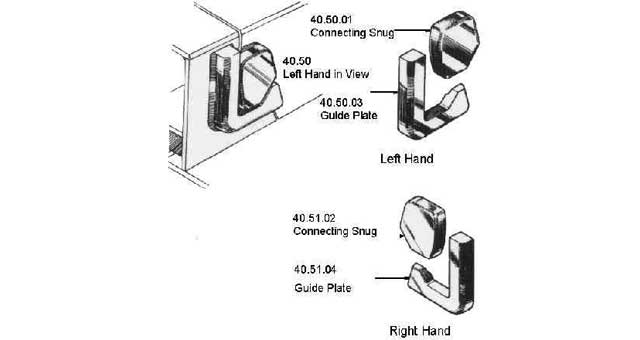 40.50.01
Connecting Snug
40.50
Left Hand in View
40.50.03
Guide Plate
Left Hand
40.51.02
Connecting Snug
40.51.04
Guide Plate
Right Hand